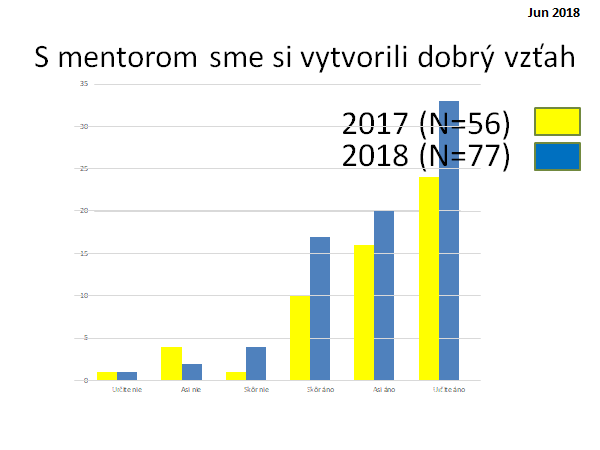 Jun 2018
S mentorom sme si vytvorili dobrý vzťah
35
30
25
20
15
10
5
0
2017 (N=56)
2018 (N=77)
Určite nie
Asi nie
Skôr nie
Skôr áno
Asi áno
Určite áno